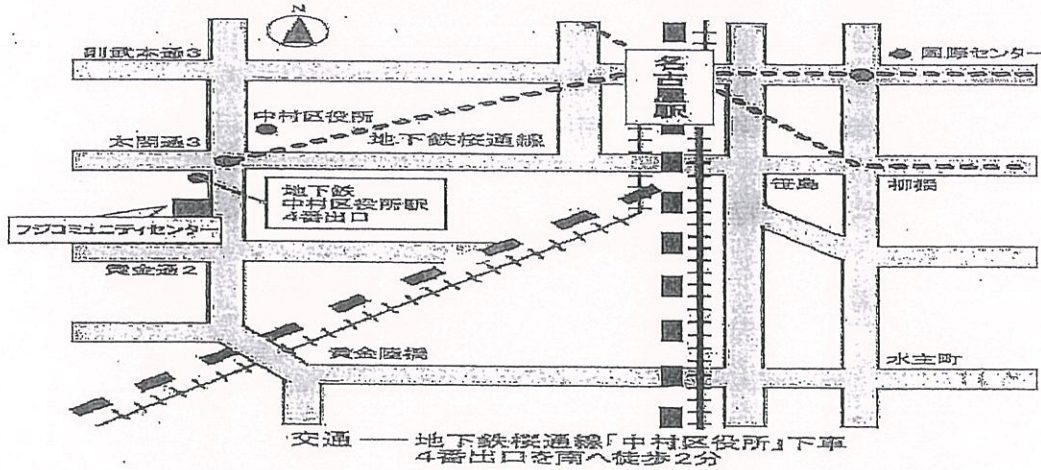 N
則武本通3
国際センター
名古屋駅
中村区役所
太閤通3
地下鉄桜通線
笹島
柳橋
地下鉄
中村区役所駅
4番出口
フジコミュニティセンター
黄金通2
黄金陸橋
水主町
交通 ── 地下鉄桜通線「中村区役所」下車
4番出口を南へ徒歩2分